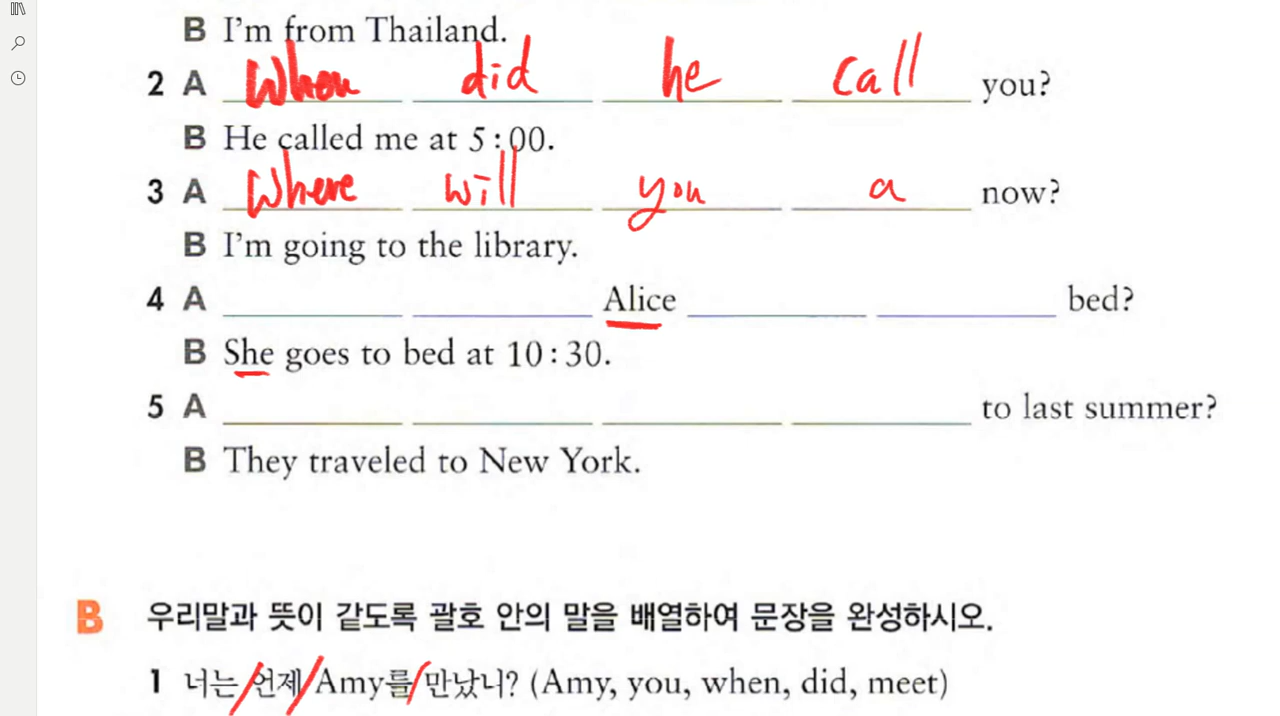 B I'm from Thailand.
2 A When did he call you?
B He called me at 5:00.
3 A Where will you a now?
B I'm going to the library.
4 A Alice bed?
B She goes to bed at 10:30.
5 A to last summer?
B They traveled to New York.
B 우리말과 뜻이 같도록 괄호 안의 말을 배열하여 문장을 완성하시오.
1 너는/언제/Amy를/만났니? (Amy, you, when, did, meet)